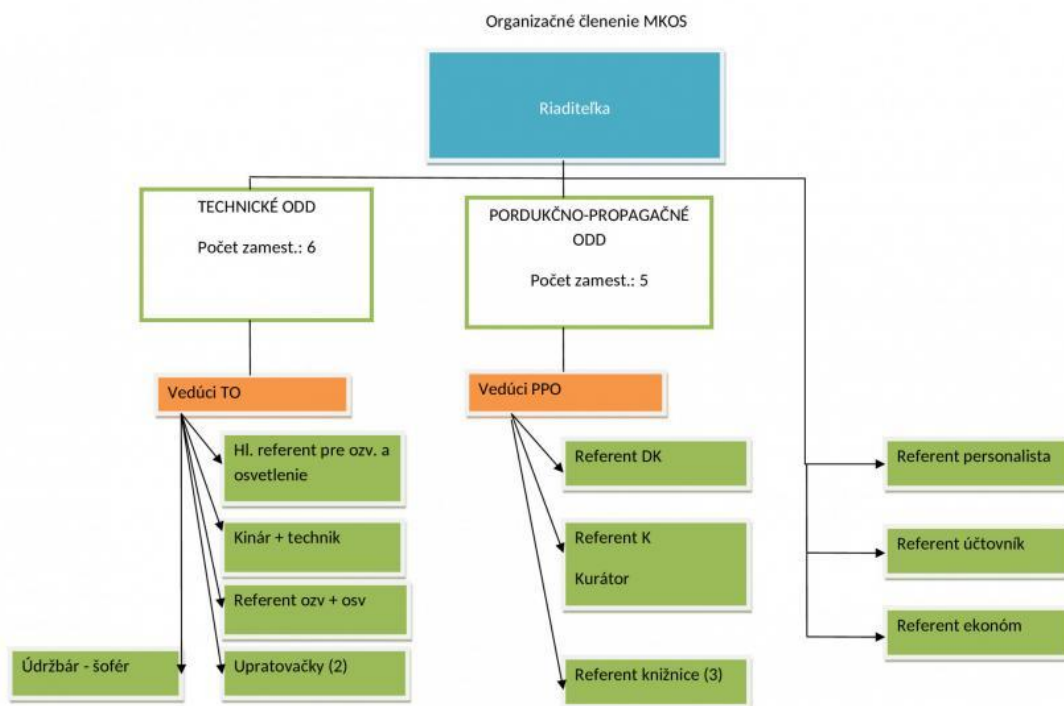 Organizačné členenie MKOS
Riaditeľka
TECHNICKÉ ODD
Počet zamest.: 6
PORDUKČNO-PROPAGAČNÉ
ODD
Počet zamest.: 5
Vedúci TO
Hl. referent pre ozv. a
osvetlenie
Kinár + technik
Referent ozv + osv
Údržbár - šofér
Upratovačky (2)
Vedúci PPO
Referent DK
Referent K
Kurátor
Referent knižnice (3)
Referent personalista
Referent účtovník
Referent ekonóm